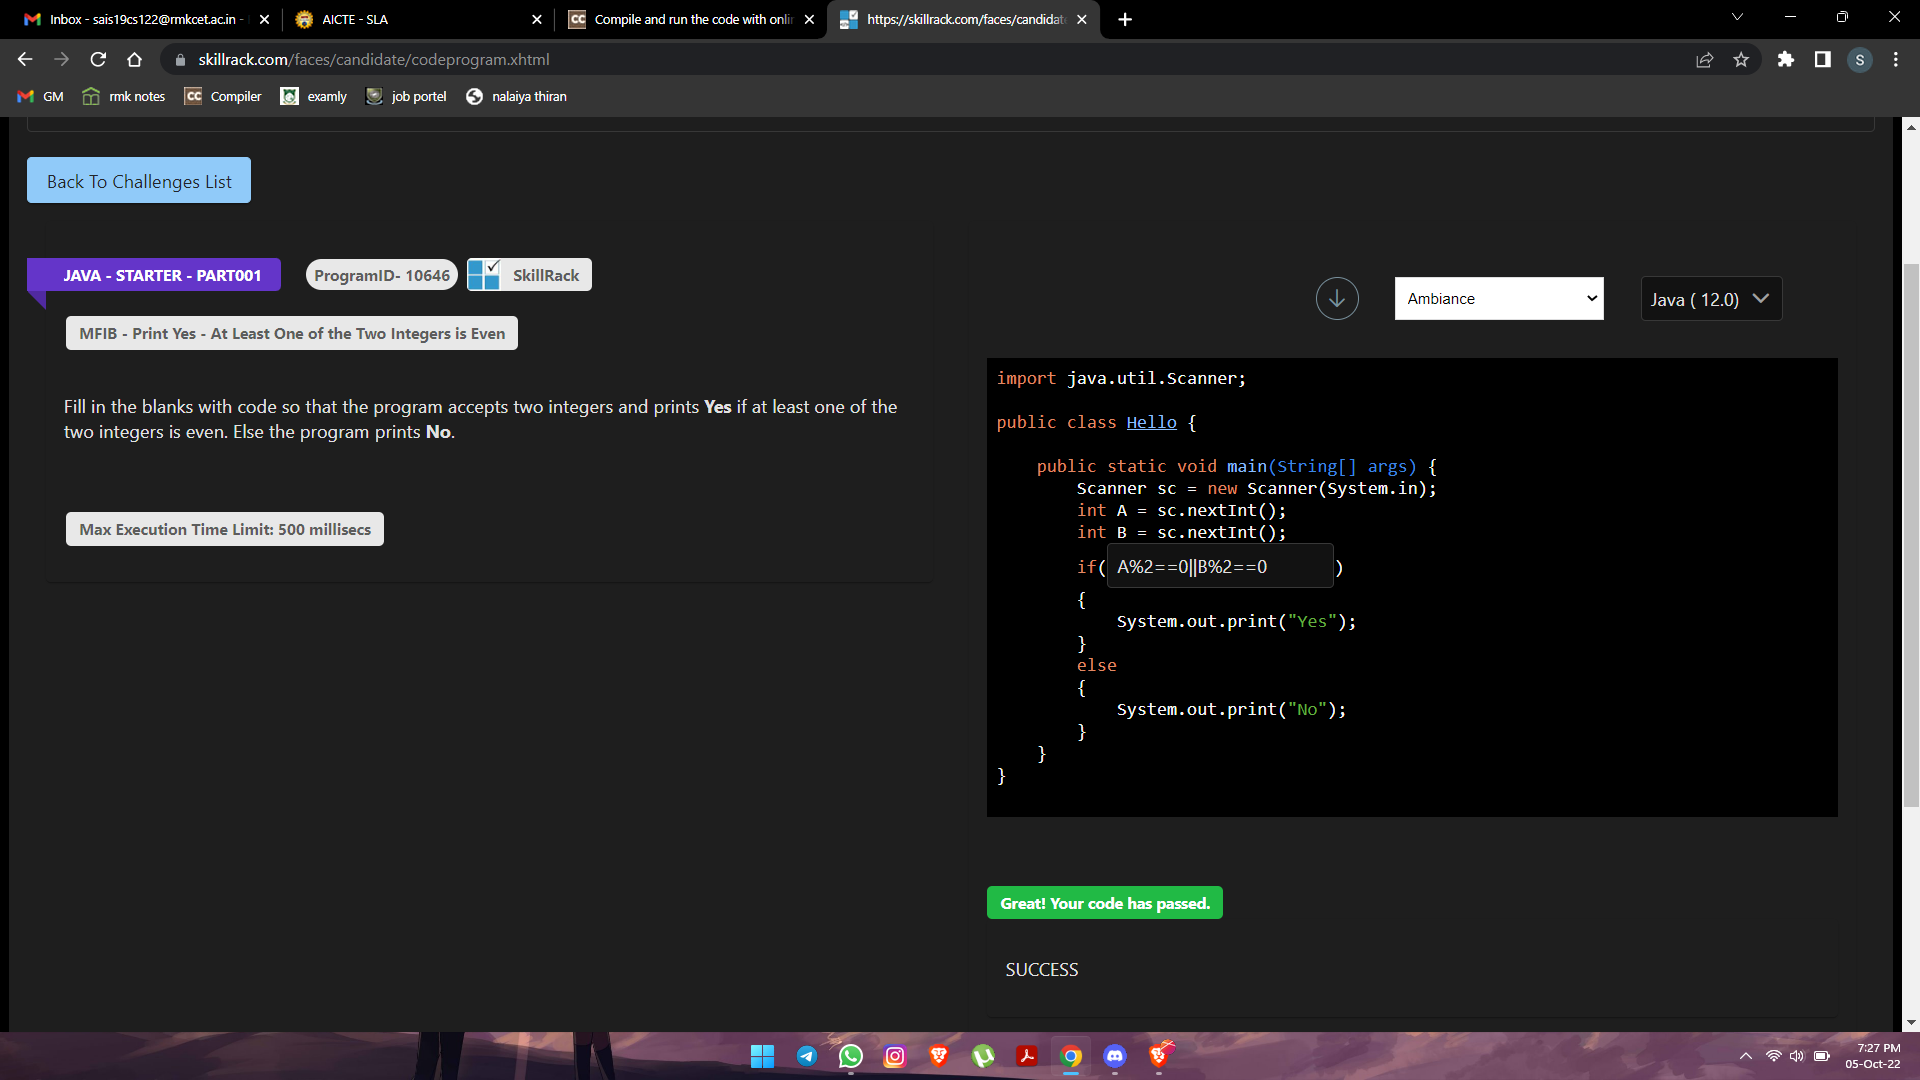 Inbox - sais19cs122@rmkcet.ac.in -
AICTE - SLA
Compile and run the code with onli
https://skillrack.com/faces/candidat
skillrack.com/faces/candidate/codeprogram.xhtml
S
GM
rmk notes
CC Compiler
examly
job portel
nalaiya thiran
Back To Challenges List
JAVA - STARTER - PART001
ProgramID- 10646
SkillRack
Ambiance
Java ( 12.0)
MFIB - Print Yes - At Least One of the Two Integers is Even
Fill in the blanks with code so that the program accepts two integers and prints Yes if at least one of the
two integers is even. Else the program prints No.
Max Execution Time Limit: 500 millisecs
import java.util.Scanner;
public class Hello {
public static void main(String[] args) {
Scanner sc = new Scanner(System.in);
int A = sc.nextInt();
int B = sc.nextInt();
if( A%2==0||B%2==0 )
{
System.out.print("Yes");
}
else
{
System.out.print("No");
}
}
}
Great! Your code has passed.
SUCCESS
7:27 PM
05-Oct-22